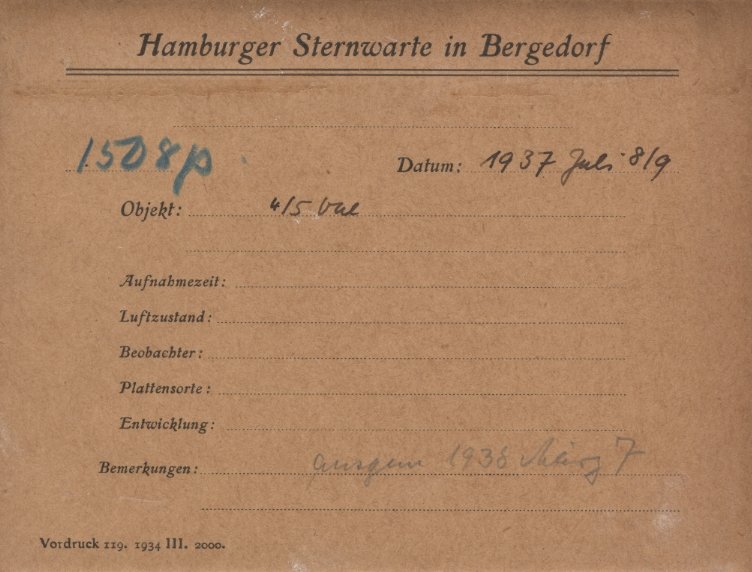 Hamburger Sternwarte in Bergedorf
1508p Datum: 1937 Juli 8/9
Objekt: 4/5 Vul
Aufnahmezeit:
Luftzustand:
Beobachter:
Plattensorte:
Entwicklung:
Bemerkungen: ausgem 1938 März 7
Vordruck 119. 1934 III. 2000.